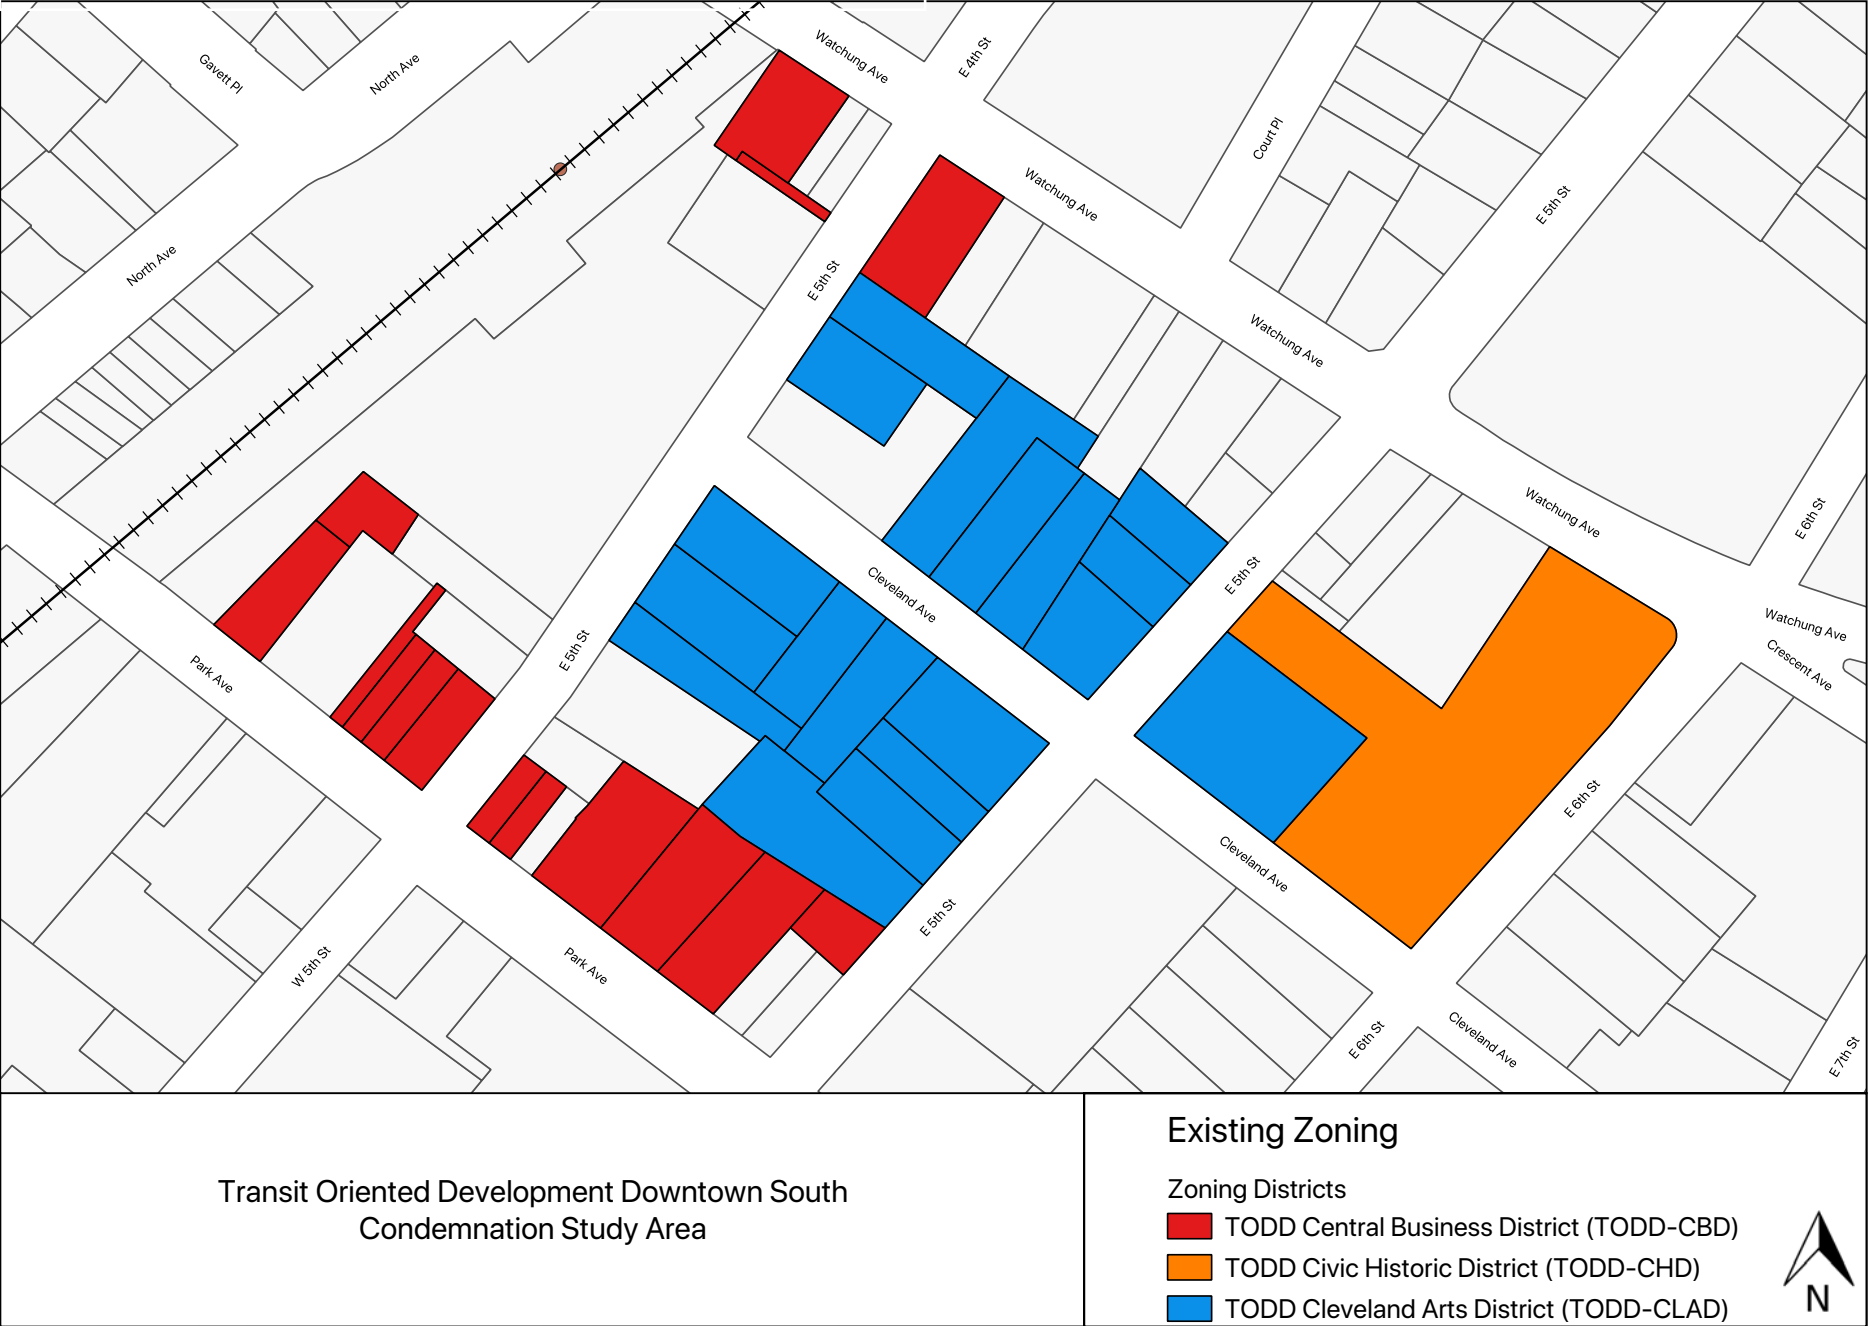 Gavett Pl
North Ave
Watchung Ave
E 4th St
Court Pl
Watchung Ave
E 5th St
North Ave
E 5th St
Watchung Ave
Watchung Ave
E 6th St
E 5th St
Cleveland Ave
Watchung Ave
Crescent Ave
E 5th St
Park Ave
E 6th St
Cleveland Ave
E 5th St
W 5th St
Park Ave
E 6th St
Cleveland Ave
E 7th St
Transit Oriented Development Downtown South
Condemnation Study Area
Existing Zoning
Zoning Districts
TODD Central Business District (TODD-CBD)
TODD Civic Historic District (TODD-CHD)
TODD Cleveland Arts District (TODD-CLAD)
N